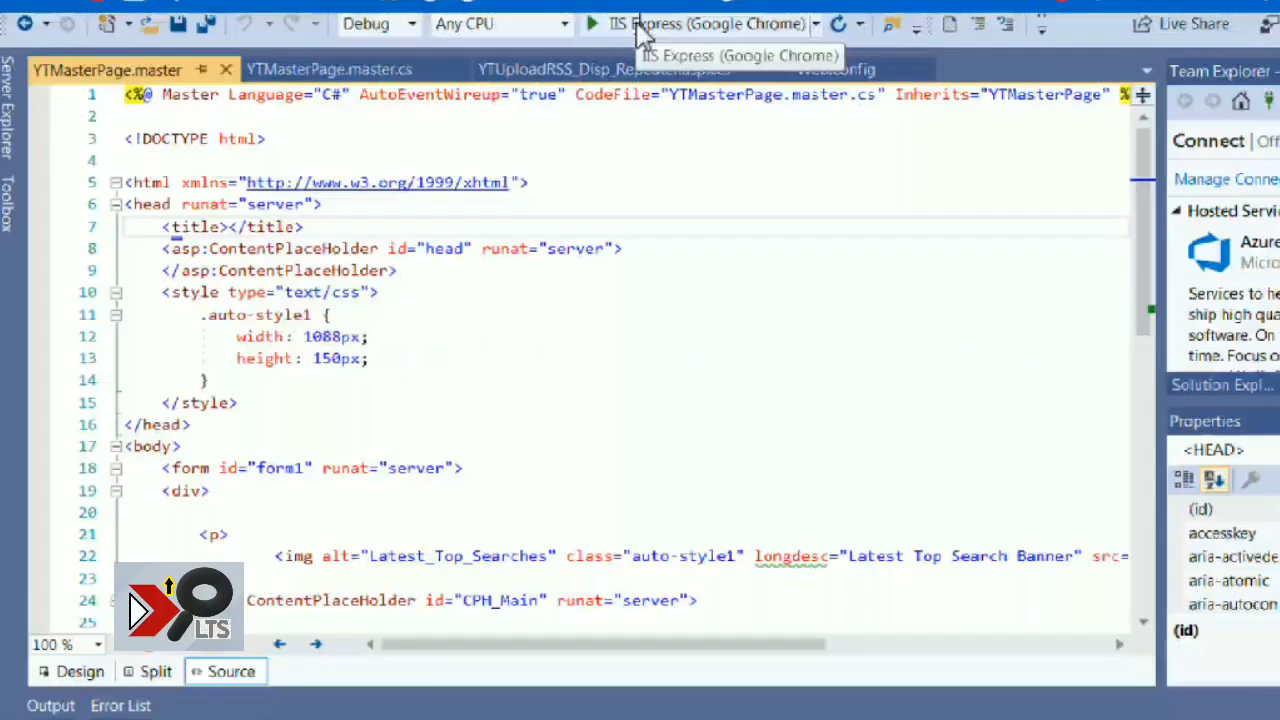 Debug Any CPU IIS Express (Google Chrome) Live Share
IIS Express (Google Chrome)
YTMasterPage.master YTMasterPage.master.cs
Server Explorer
Toolbox
1 <%@ Master Language="C#" AutoEventWireup="true" CodeFile="YTMasterPage.master.cs" Inherits="YTMasterPage" %
2
3 <!DOCTYPE html>
4
5 <html xmlns="http://www.w3.org/1999/xhtml">
6 <head runat="server">
7 <title></title>
8 <asp:ContentPlaceHolder id="head" runat="server">
9 </asp:ContentPlaceHolder>
10 <style type="text/css">
11 .auto-style1 {
12 width: 1088px;
13 height: 150px;
14 }
15 </style>
16 </head>
17 <body>
18 <form id="form1" runat="server">
19 <div>
20
21 <p>
22 <img alt="Latest_Top_Searches" class="auto-style1" longdesc="Latest Top Search Banner" src=
23
24 ContentPlaceHolder id="CPH_Main" runat="server">
25
LTS
100 %
Design Split Source
Output Error List
Team Explorer -
Connect | Off
Manage Conne
Hosted Servi
Azure
Micro
Services to he
ship high qua
software. On
time. Focus o
Solution Expl...
Properties
<HEAD>
(id)
accesskey
aria-activede
aria-atomic
aria-autocon
(id)